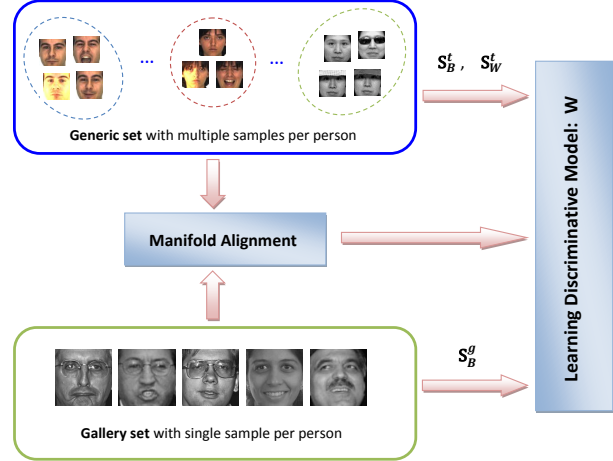 ... ...
S_B^t , S_W^t
Generic set with multiple samples per person
Manifold Alignment
Learning Discriminative Model: W
S_B^g
Gallery set with single sample per person